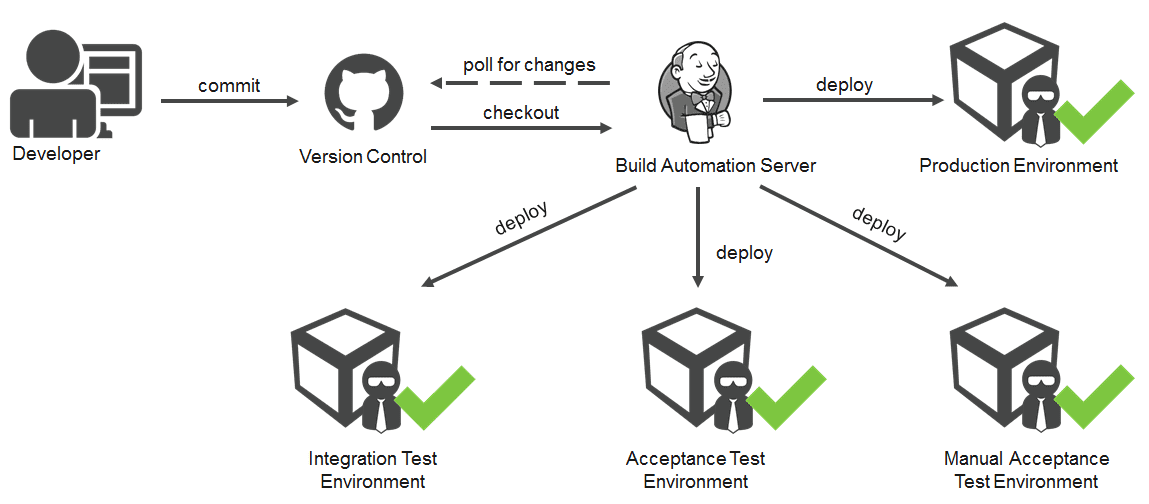 poll for changes
commit
checkout
deploy
Developer
Version Control
Build Automation Server
Production Environment
deploy
deploy
deploy
Integration Test
Environment
Acceptance Test
Environment
Manual Acceptance
Test Environment